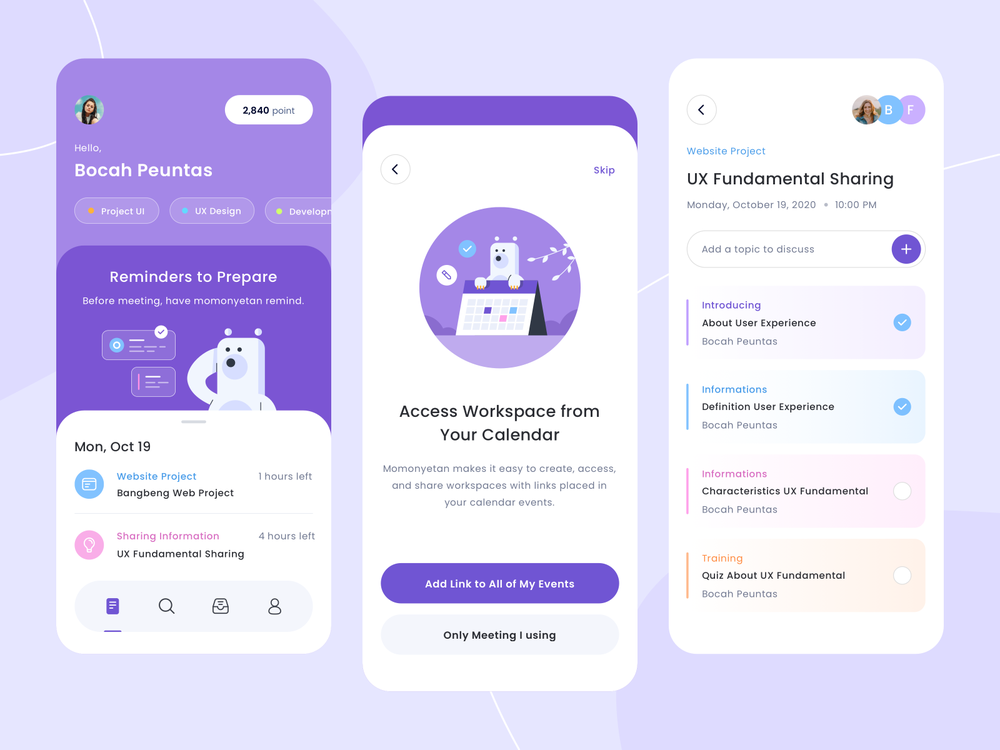 2,840 point
Hello,
Bocah Peuntas
Project UI
UX Design
Developn
Reminders to Prepare
Before meeting, have momonyetan remind.
Mon, Oct 19
Website Project
1 hours left
Bangbeng Web Project
Sharing Information
4 hours left
UX Fundamental Sharing
Skip
Access Workspace from
Your Calendar
Momonyetan makes it easy to create, access,
and share workspaces with links placed in
your calendar events.
Add Link to All of My Events
Only Meeting I using
B
F
Website Project
UX Fundamental Sharing
Monday, October 19, 2020 • 10:00 PM
Add a topic to discuss
Introducing
About User Experience
Bocah Peuntas
Informations
Definition User Experience
Bocah Peuntas
Informations
Characteristics UX Fundamental
Bocah Peuntas
Training
Quiz About UX Fundamental
Bocah Peuntas